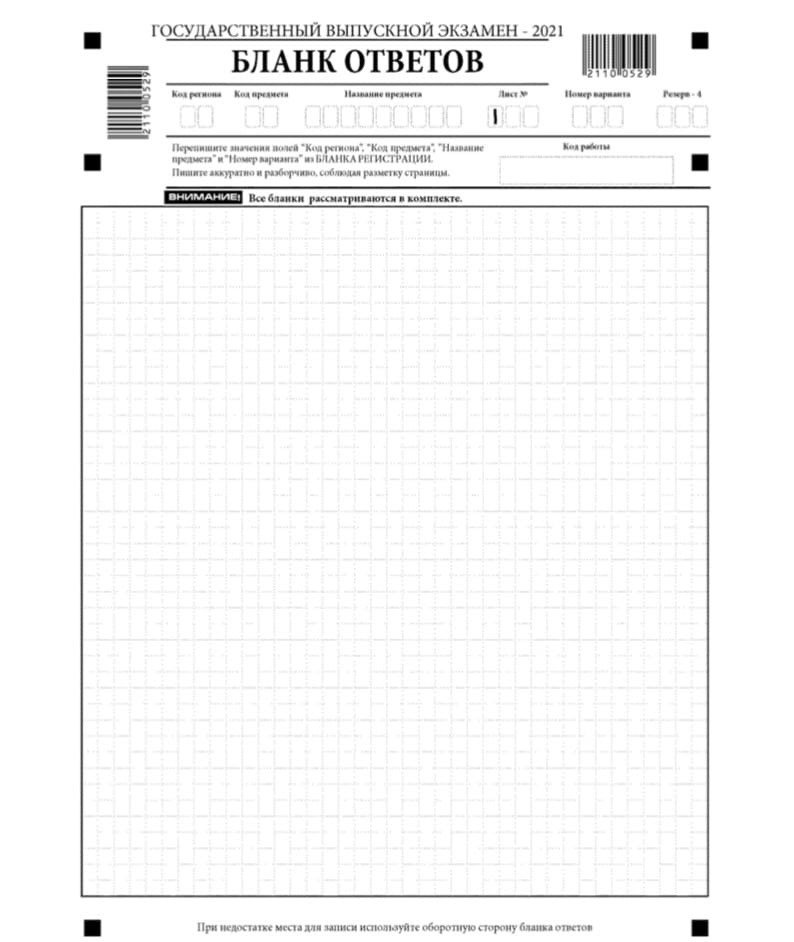 ГОСУДАРСТВЕННЫЙ ВЫПУСКНОЙ ЭКЗАМЕН - 2021
БЛАНК ОТВЕТОВ
2110 0529
2110 0529
Код региона Код предмета Название предмета Лист № Номер варианта Резерв - 4
1
Перепишите значения полей "Код региона", "Код предмета", "Название
предмета" и "Номер варианта" из БЛАНКА РЕГИСТРАЦИИ.
Пишите аккуратно и разборчиво, соблюдая разметку страницы.
Код работы
ВНИМАНИЕ! Все бланки рассматриваются в комплекте.
При недостатке места для записи используйте оборотную сторону бланка ответов